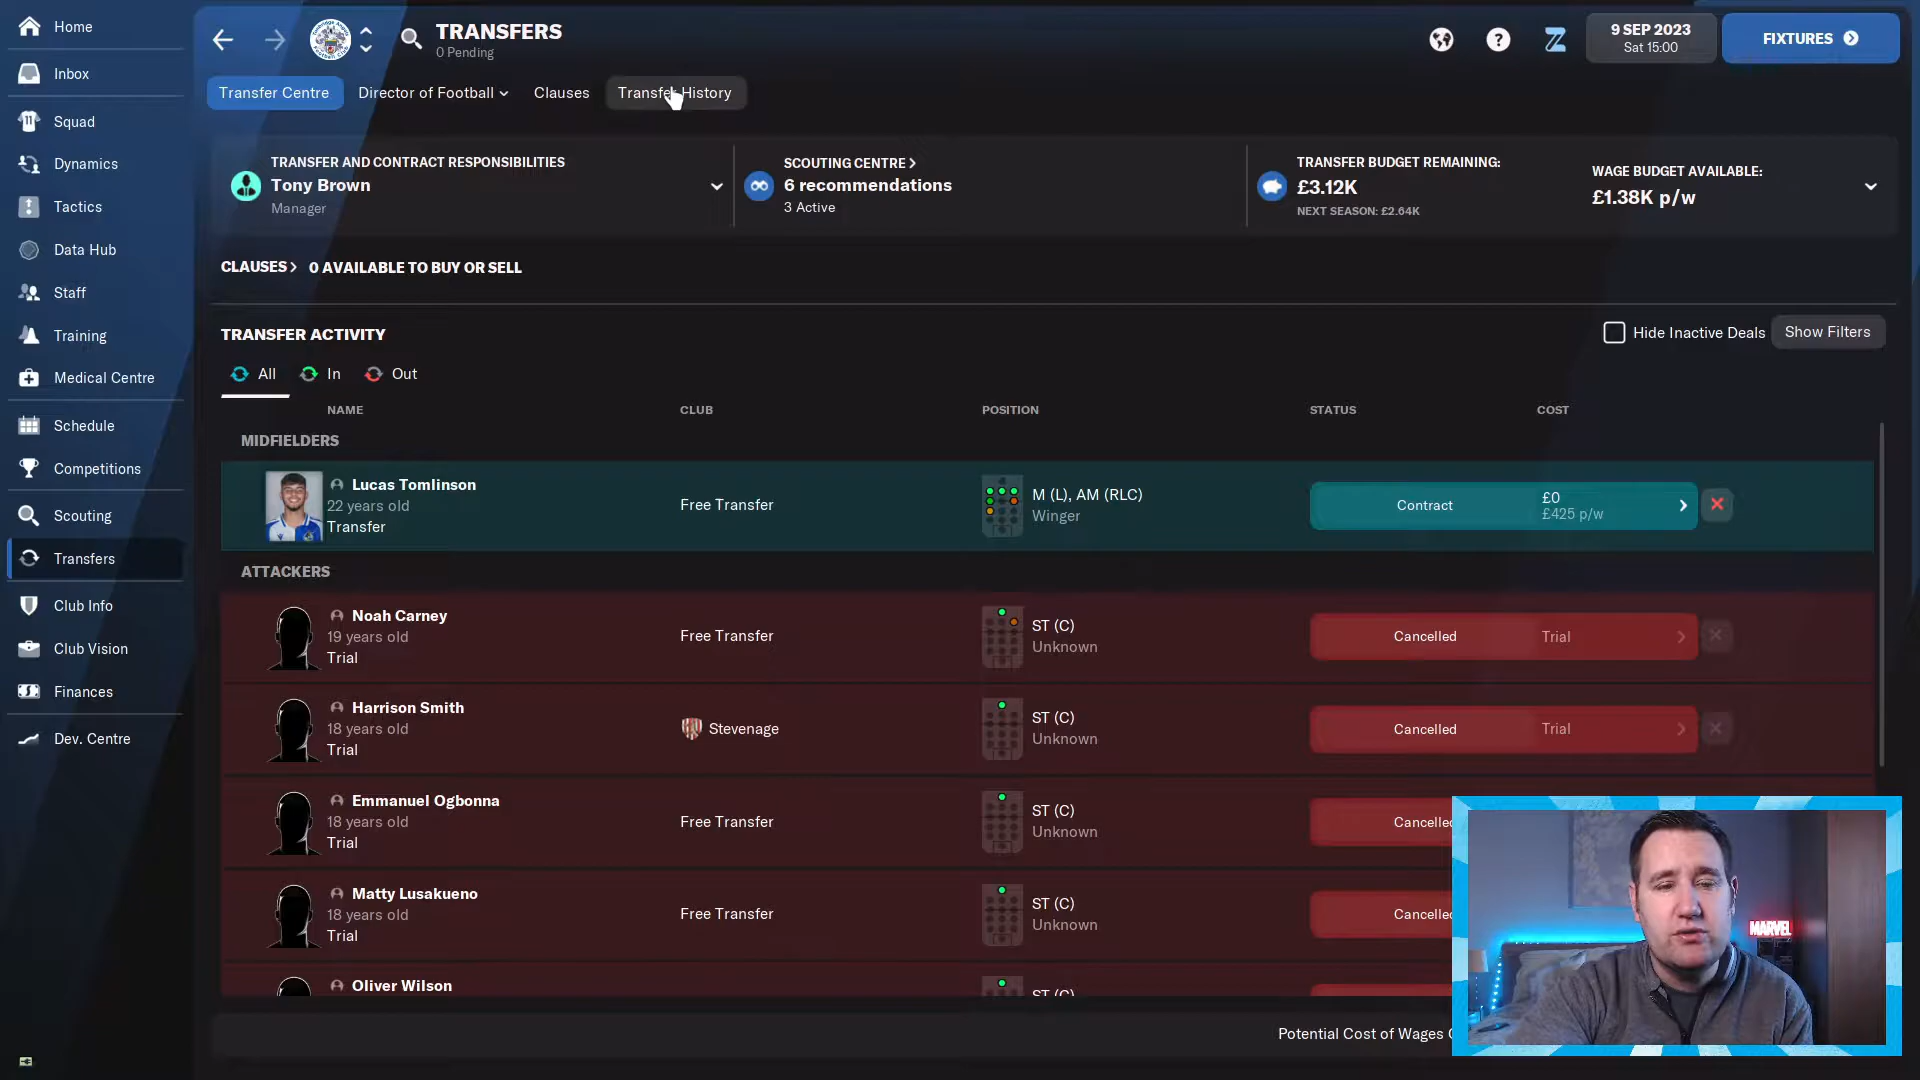 Home
Inbox
Squad
Dynamics
Tactics
Data Hub
Staff
Training
Medical Centre
Schedule
Competitions
Scouting
Transfers
Club Info
Club Vision
Finances
Dev. Centre
TRANSFERS
0 Pending
9 SEP 2023
Sat 15:00
FIXTURES
Transfer Centre
Director of Football
Clauses
Transfer History
TRANSFER AND CONTRACT RESPONSIBILITIES
Tony Brown
Manager
SCOUTING CENTRE >
6 recommendations
3 Active
TRANSFER BUDGET REMAINING:
£3.12K
NEXT SEASON: £2.64K
WAGE BUDGET AVAILABLE:
£1.38K p/w
CLAUSES > 0 AVAILABLE TO BUY OR SELL
TRANSFER ACTIVITY
Hide Inactive Deals
Show Filters
All In Out
NAME CLUB POSITION STATUS COST
MIDFIELDERS
Lucas Tomlinson
22 years old
Transfer
Free Transfer
M (L), AM (RLC)
Winger
Contract
£0
£425 p/w
ATTACKERS
Noah Carney
19 years old
Trial
Free Transfer
ST (C)
Unknown
Cancelled Trial
Harrison Smith
18 years old
Trial
Stevenage
ST (C)
Unknown
Cancelled Trial
Emmanuel Ogbonna
18 years old
Trial
Free Transfer
ST (C)
Unknown
Cancelled
Matty Lusakueno
18 years old
Trial
Free Transfer
ST (C)
Unknown
Cancelled
Oliver Wilson
ST (C)
Potential Cost of Wages
MARVEL